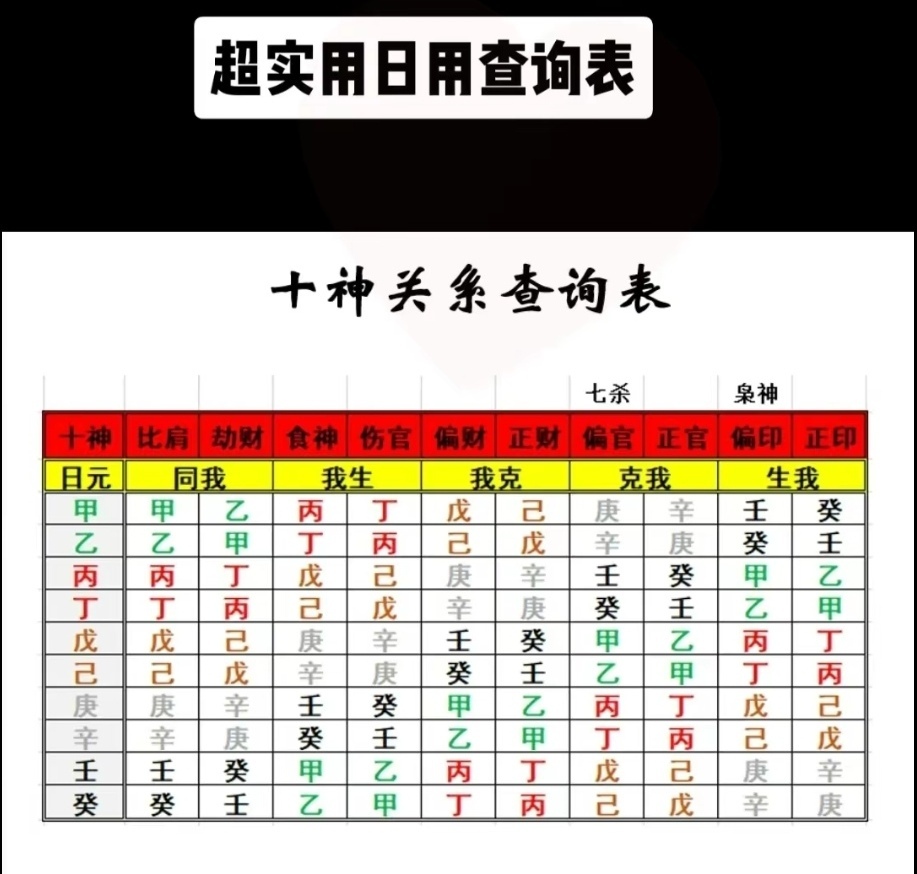 超实用日用查询表
十神关系查询表
七杀 枭神
十神 比肩 劫财 食神 伤官 偏财 正财 偏官 正官 偏印 正印
日元 同我 我生 我克 克我 生我
甲 甲 乙 丙 丁 戊 己 庚 辛 壬 癸
乙 乙 甲 丁 丙 己 戊 辛 庚 癸 壬
丙 丙 丁 戊 己 庚 辛 壬 癸 甲 乙
丁 丁 丙 己 戊 辛 庚 癸 壬 乙 甲
戊 戊 己 庚 辛 壬 癸 甲 乙 丙 丁
己 己 戊 辛 庚 癸 壬 乙 甲 丁 丙
庚 庚 辛 壬 癸 甲 乙 丙 丁 戊 己
辛 辛 庚 癸 壬 乙 甲 丁 丙 己 戊
壬 壬 癸 甲 乙 丙 丁 戊 己 庚 辛
癸 癸 壬 乙 甲 丁 丙 己 戊 辛 庚